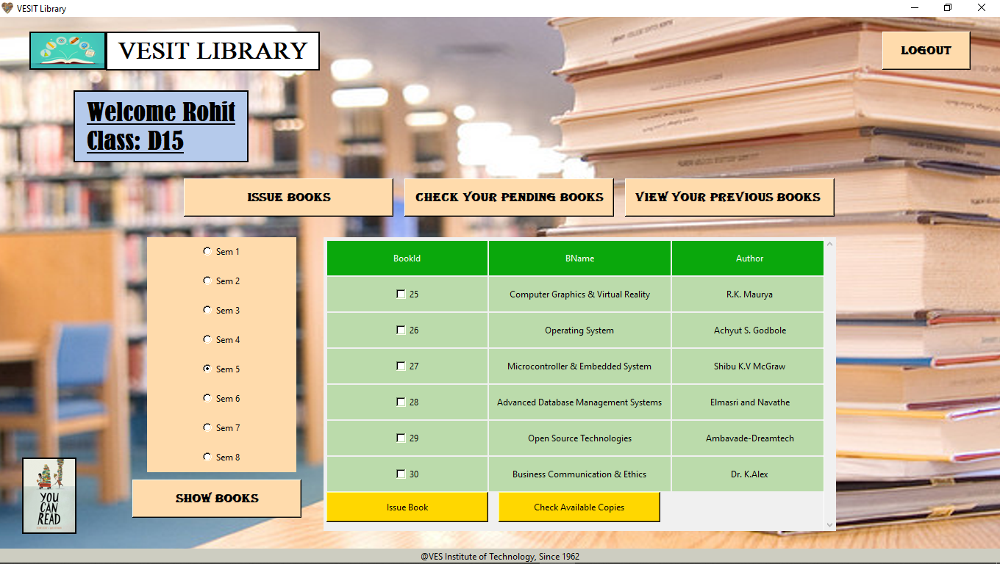 VESIT Library
VESIT LIBRARY
LOGOUT
Welcome Rohit
Class: D15
ISSUE BOOKS
CHECK YOUR PENDING BOOKS
VIEW YOUR PREVIOUS BOOKS
Sem 1
Sem 2
Sem 3
Sem 4
Sem 5
Sem 6
Sem 7
Sem 8
SHOW BOOKS
BookId BName Author
25 Computer Graphics & Virtual Reality R.K. Maurya
26 Operating System Achyut S. Godbole
27 Microcontroller & Embedded System Shibu K.V McGraw
28 Advanced Database Management Systems Elmasri and Navathe
29 Open Source Technologies Ambavade-Dreamtech
30 Business Communication & Ethics Dr. K.Alex
Issue Book
Check Available Copies
YOU
CAN
READ
@VES Institute of Technology, Since 1962